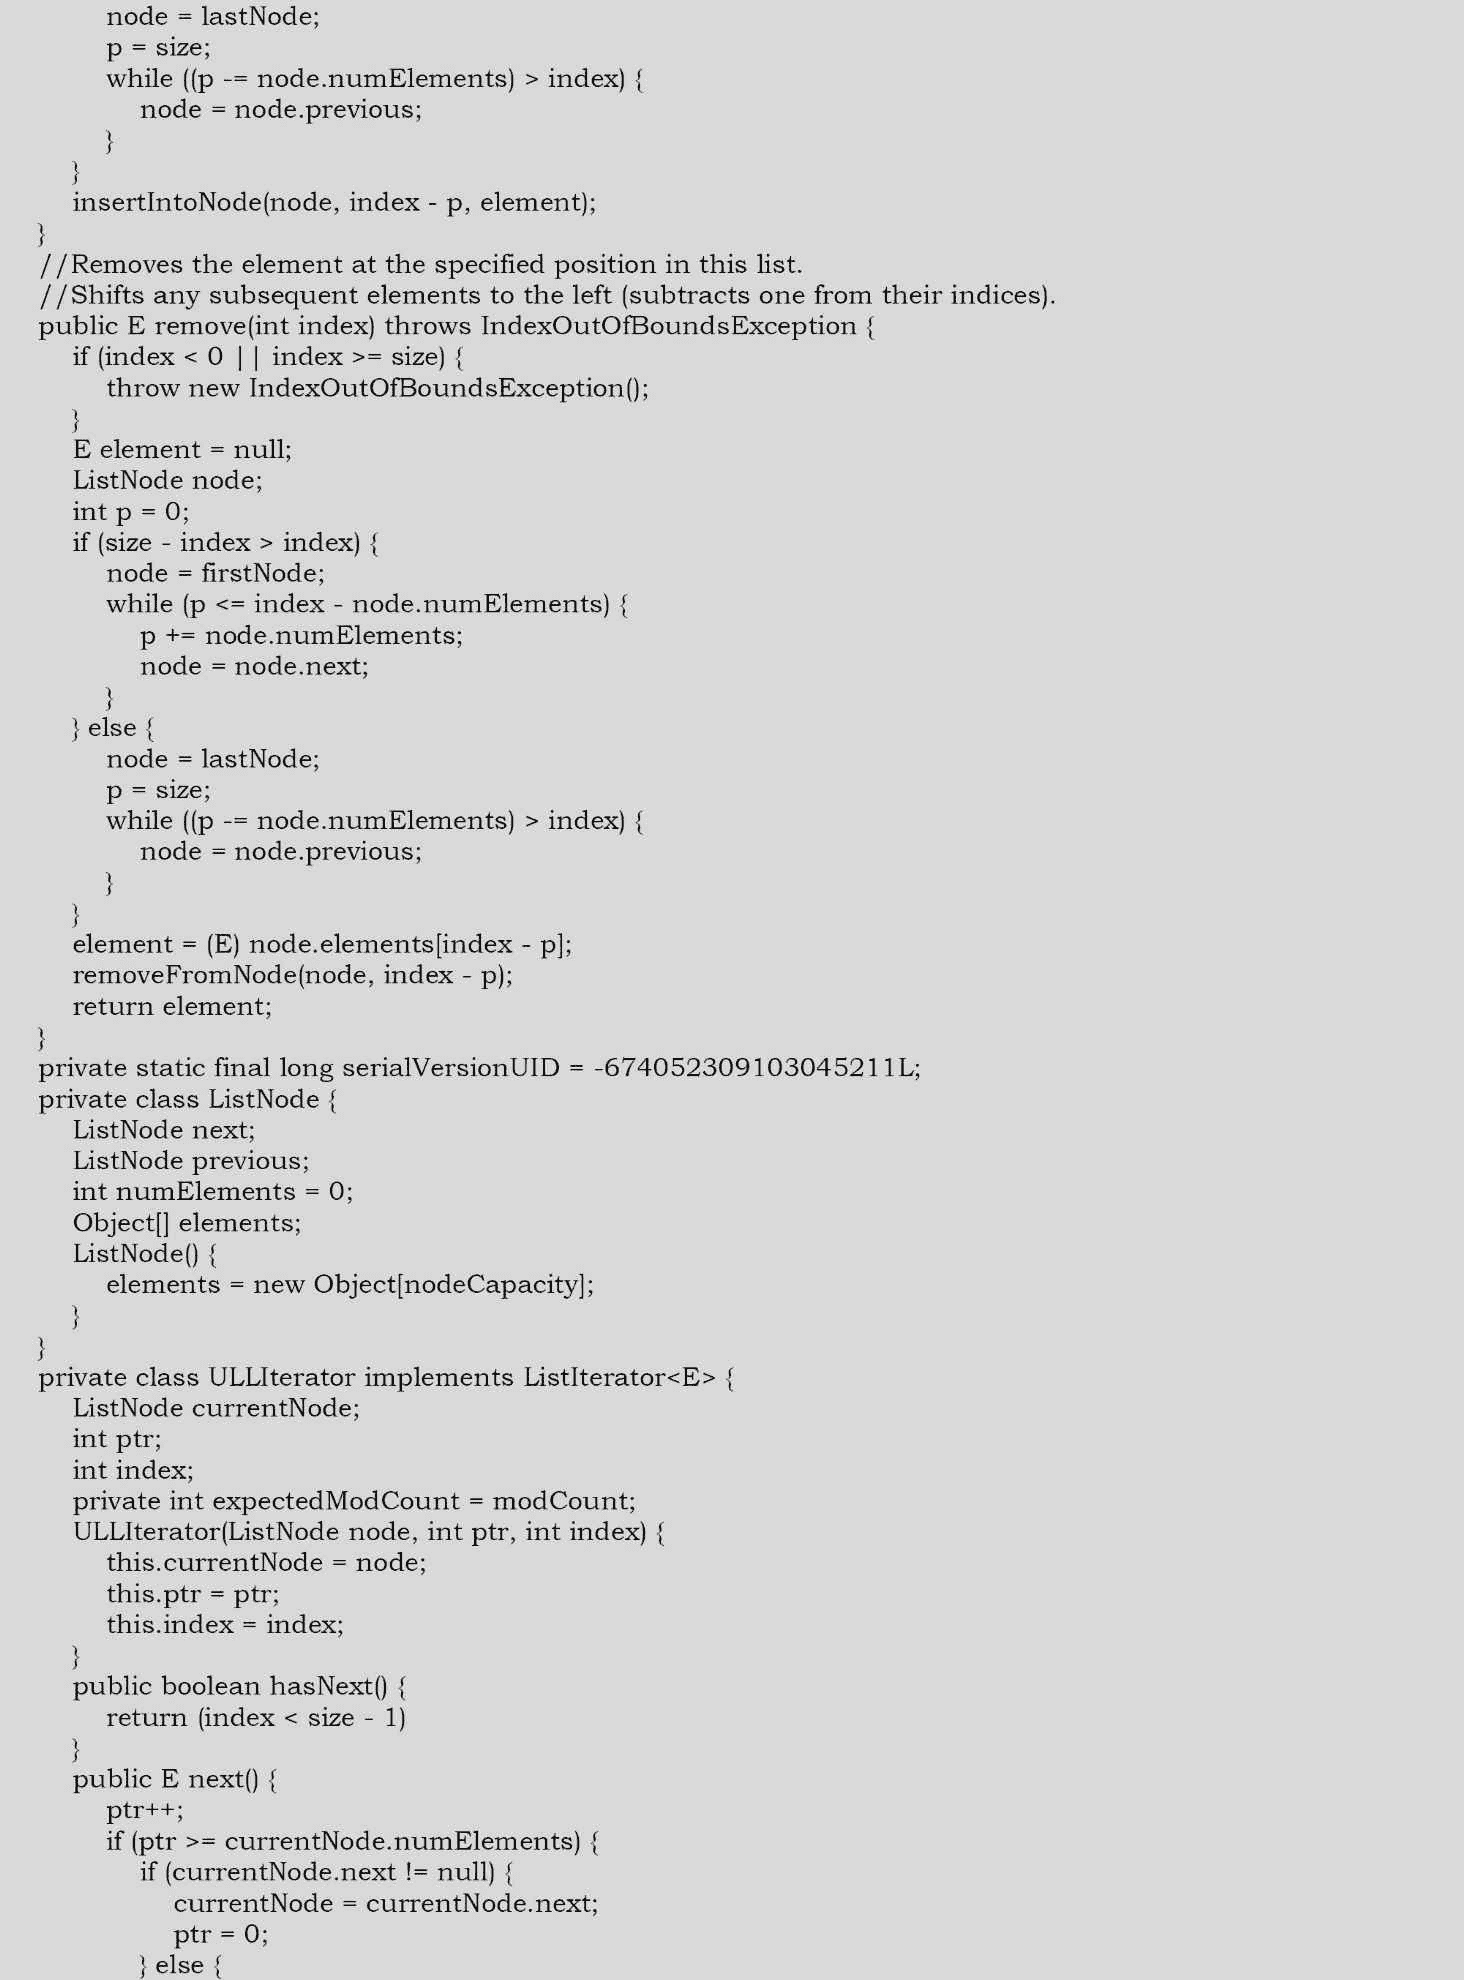 node = lastNode;
p = size;
while ((p -= node.numElements) > index) {
node = node.previous;
}
}
insertIntoNode(node, index - p, element);
}
//Removes the element at the specified position in this list.
//Shifts any subsequent elements to the left (subtracts one from their indices).
public E remove(int index) throws IndexOutOfBoundsException {
if (index < 0 || index >= size) {
throw new IndexOutOfBoundsException();
}
E element = null;
ListNode node;
int p = 0;
if (size - index > index) {
node = firstNode;
while (p <= index - node.numElements) {
p += node.numElements;
node = node.next;
}
} else {
node = lastNode;
p = size;
while ((p -= node.numElements) > index) {
node = node.previous;
}
}
element = (E) node.elements[index - p];
removeFromNode(node, index - p);
return element;
}
private static final long serialVersionUID = -674052309103045211L;
private class ListNode {
ListNode next;
ListNode previous;
int numElements = 0;
Object[] elements;
ListNode() {
elements = new Object[nodeCapacity];
}
}
private class ULLIterator implements ListIterator<E> {
ListNode currentNode;
int ptr;
int index;
private int expectedModCount = modCount;
ULLIterator(ListNode node, int ptr, int index) {
this.currentNode = node;
this.ptr = ptr;
this.index = index;
}
public boolean hasNext() {
return (index < size - 1)
}
public E next() {
ptr++;
if (ptr >= currentNode.numElements) {
if (currentNode.next != null) {
currentNode = currentNode.next;
ptr = 0;
} else {